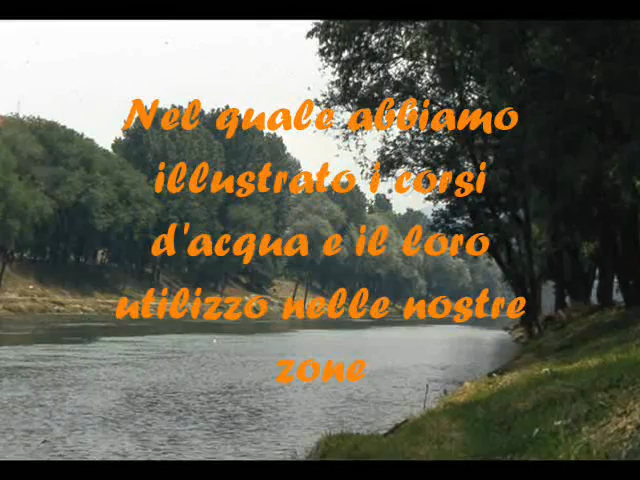 Nel quale abbiamo
illustrato i corsi
d'acqua e il loro
utilizzo nelle nostre
zone